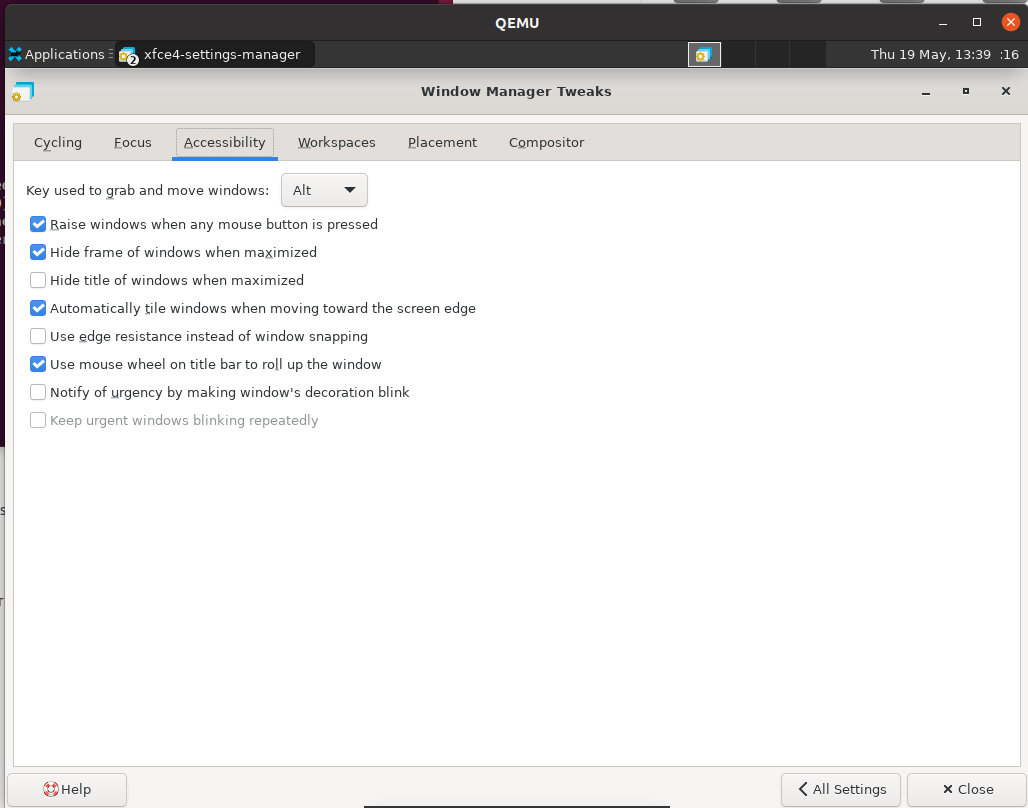 QEMU
Applications xfce4-settings-manager Thu 19 May, 13:39 :16
2
Window Manager Tweaks
Cycling Focus Accessibility Workspaces Placement Compositor
Key used to grab and move windows: Alt
Raise windows when any mouse button is pressed
Hide frame of windows when maximized
Hide title of windows when maximized
Automatically tile windows when moving toward the screen edge
Use edge resistance instead of window snapping
Use mouse wheel on title bar to roll up the window
Notify of urgency by making window's decoration blink
Keep urgent windows blinking repeatedly
Help All Settings Close